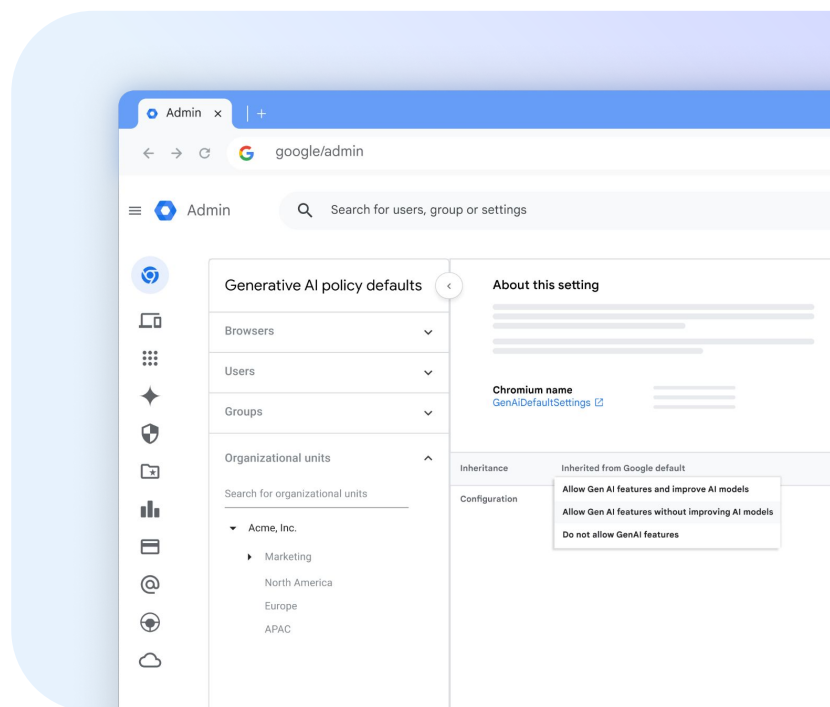 Admin
google/admin
Admin
Search for users, group or settings
Generative AI policy defaults
Browsers
Users
Groups
Organizational units
Search for organizational units
Acme, Inc.
Marketing
North America
Europe
APAC
About this setting
Chromium name
GenAiDefaultSettings
Inheritance
Inherited from Google default
Configuration
Allow Gen AI features and improve AI models
Allow Gen AI features without improving AI models
Do not allow GenAI features